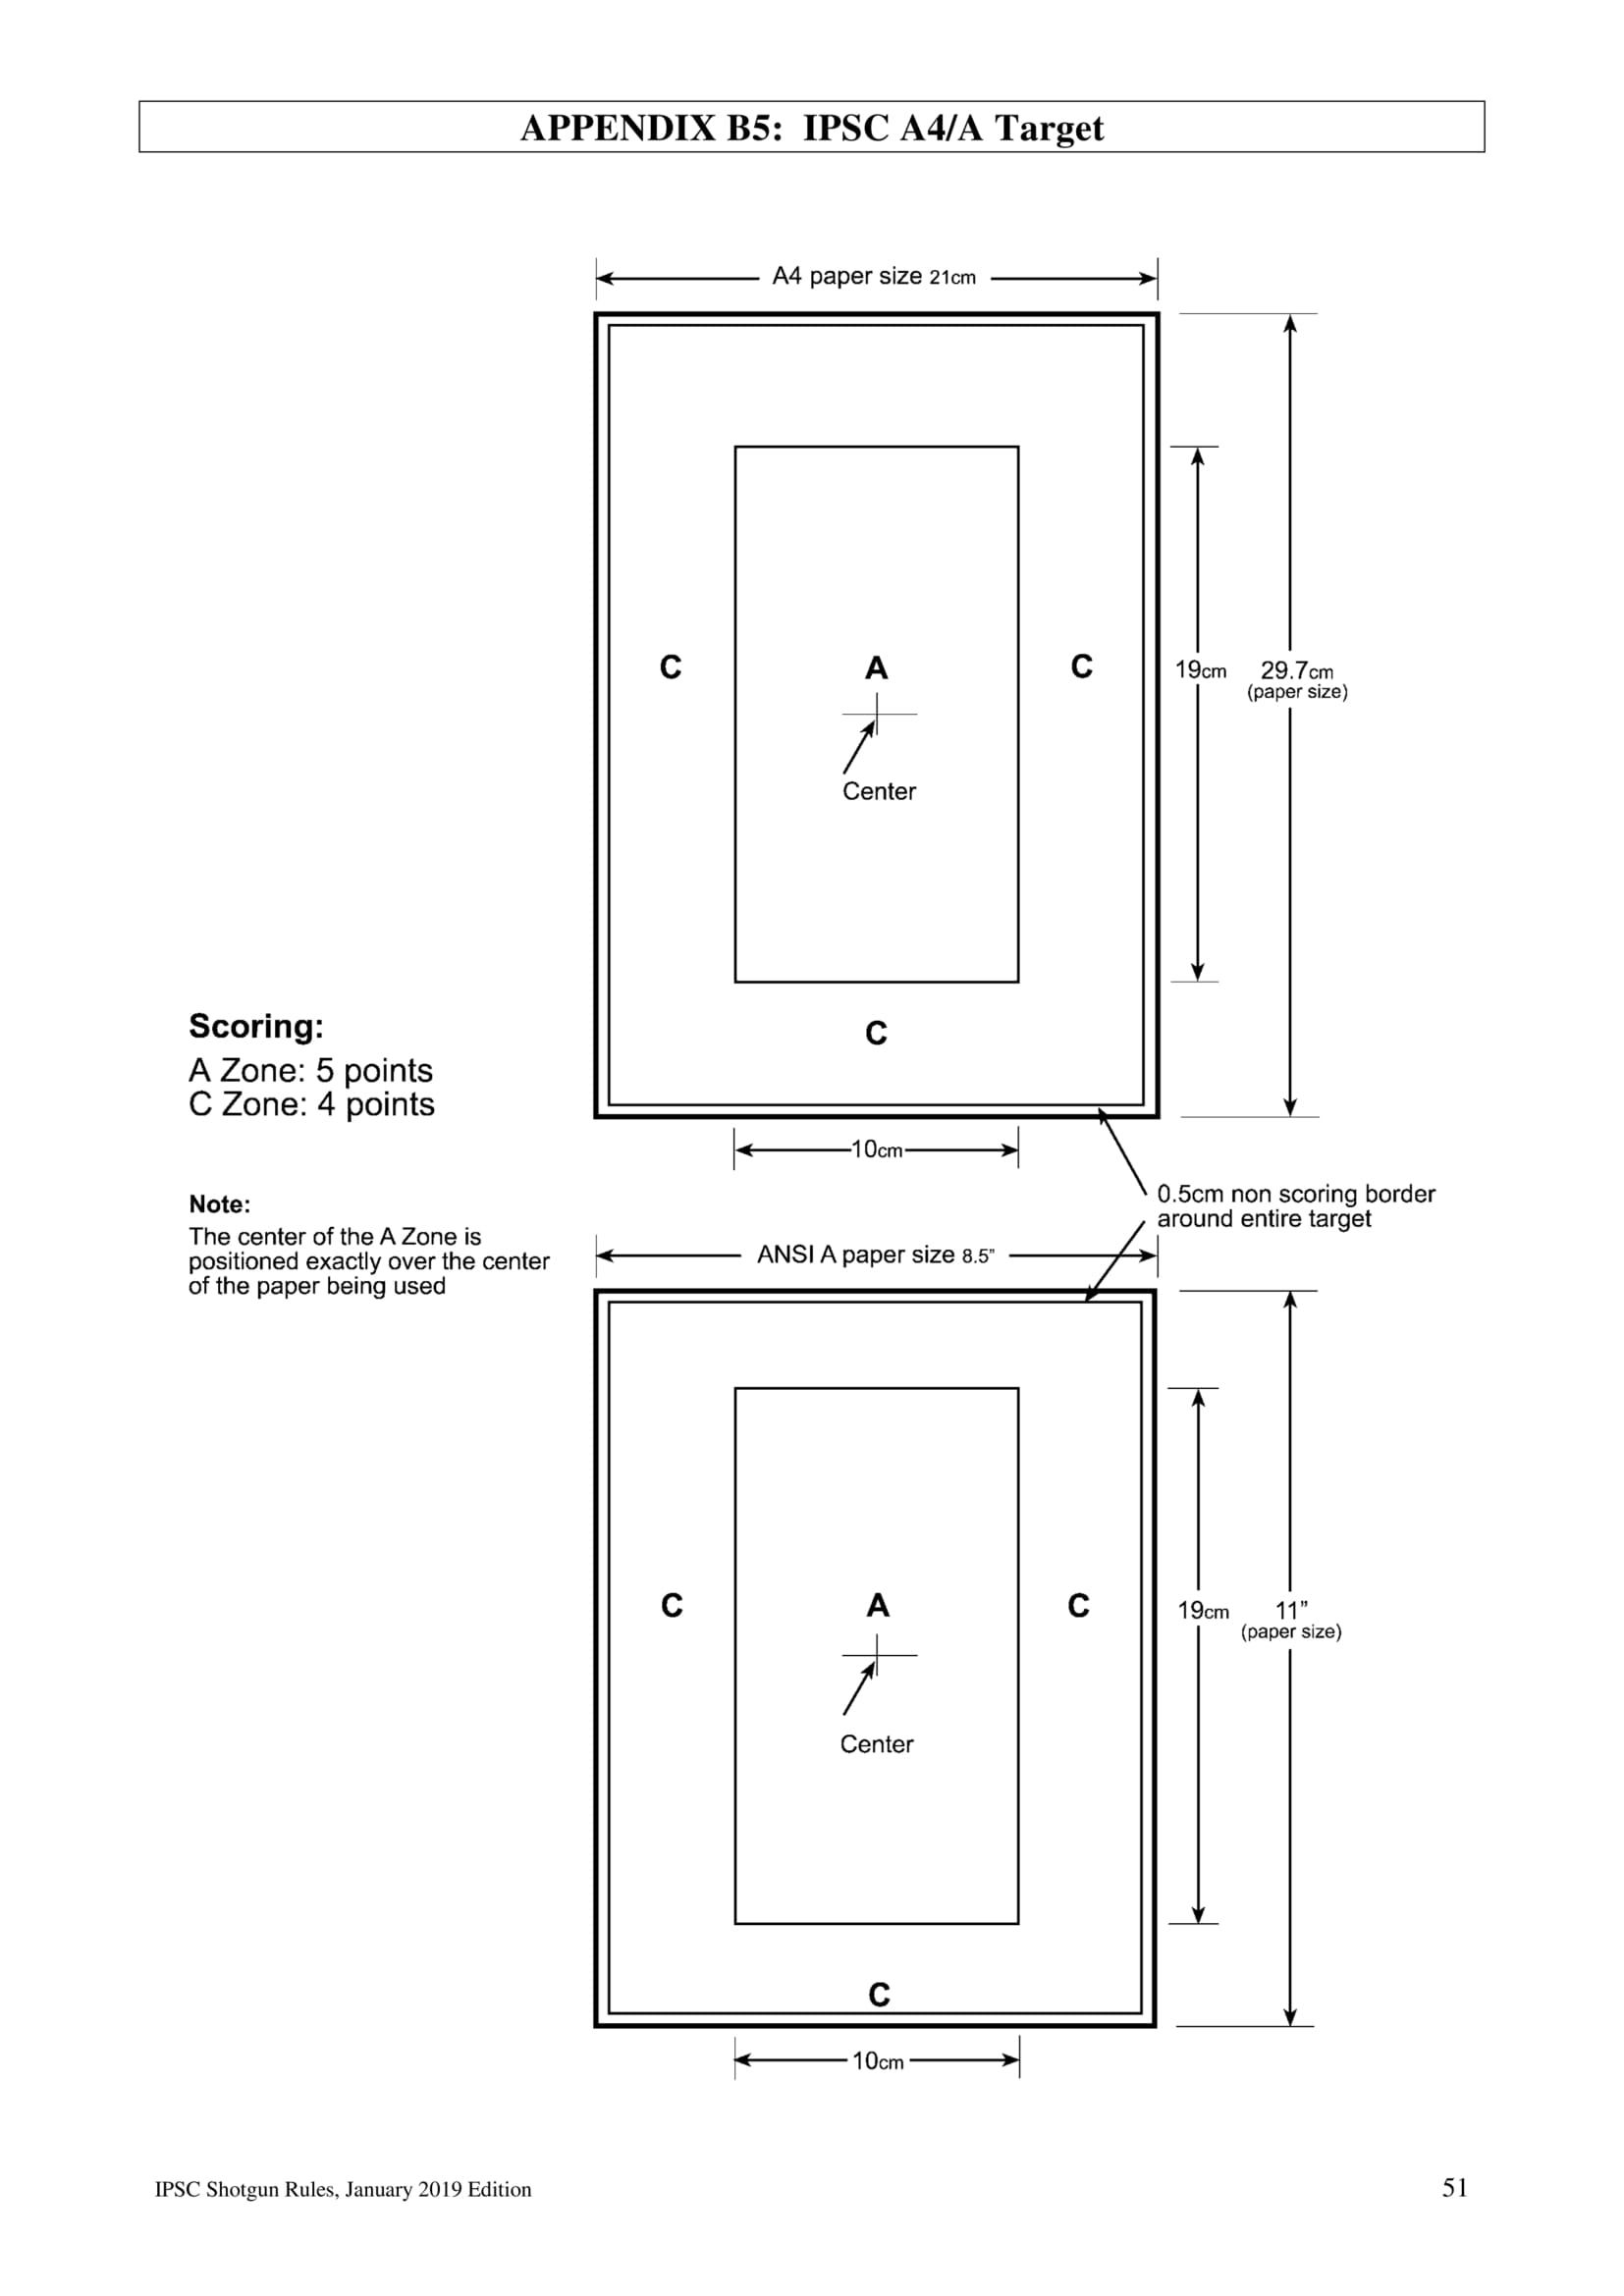 APPENDIX B5: IPSC A4/A Target
A4 paper size 21cm
C
A
C
19cm
29.7cm
(paper size)
Center
C
Scoring:
A Zone: 5 points
C Zone: 4 points
10cm
0.5cm non scoring border
around entire target
Note:
The center of the A Zone is
positioned exactly over the center
of the paper being used
ANSI A paper size 8.5"
C
A
C
19cm
11”
(paper size)
Center
C
10cm
IPSC Shotgun Rules, January 2019 Edition
51